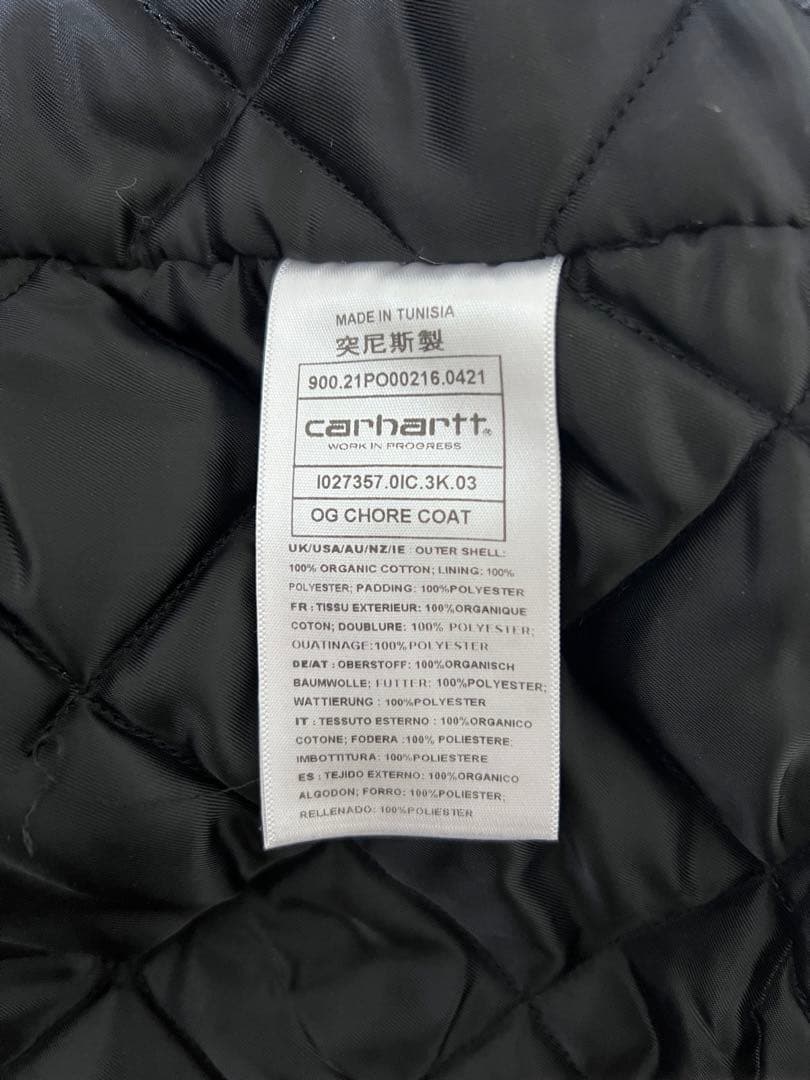 MADE IN TUNISIA
突尼斯製
900.21PO00216.0421
carhartt®
WORK IN PROGRESS
I027357.0IC.3K.03
OG CHORE COAT
UK/USA/AU/NZ/IE : OUTER SHELL:
100% ORGANIC COTTON; LINING: 100%
POLYESTER; PADDING: 100%POLYESTER
FR : TISSU EXTERIEUR: 100%ORGANIQUE
COTON; DOUBLURE: 100% POLYESTER;
OUATINAGE:100%POLYESTER
DE/AT : OBERSTOFF: 100%ORGANISCH
BAUMWOLLE; FUTTER: 100%POLYESTER;
WATTIERUNG : 100%POLYESTER
IT : TESSUTO ESTERNO : 100%ORGANICO
COTONE; FODERA :100% POLIESTERE;
IMBOTTITURA : 100% POLIESTERE
ES : TEJIDO EXTERNO: 100%ORGANICO
ALGODON; FORRO: 100%POLIESTER;
RELLENADO: 100%POLIESTER